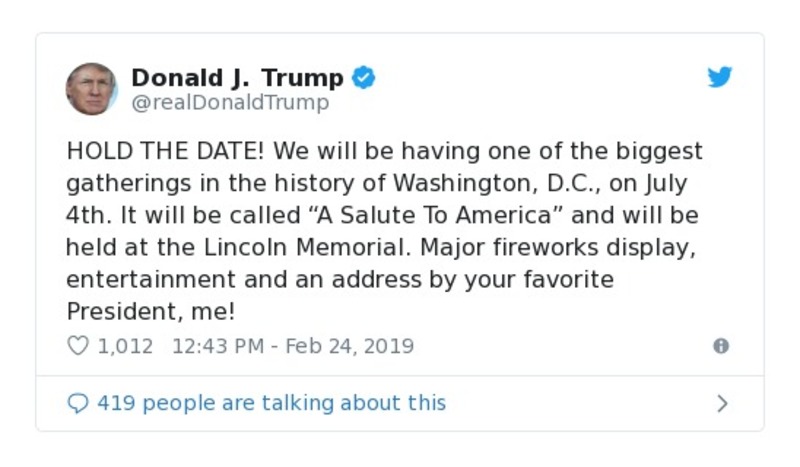 Donald J. Trump
@realDonaldTrump
HOLD THE DATE! We will be having one of the biggest
gatherings in the history of Washington, D.C., on July
4th. It will be called “A Salute To America” and will be
held at the Lincoln Memorial. Major fireworks display,
entertainment and an address by your favorite
President, me!
1,012 12:43 PM - Feb 24, 2019
419 people are talking about this